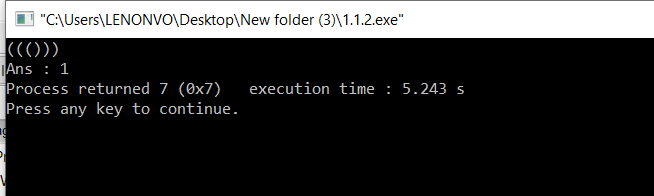 "C:\Users\LENONVO\Desktop\New folder (3)\1.1.2.exe"
((()))
Ans : 1
Process returned 7 (0x7)   execution time : 5.243 s
Press any key to continue.